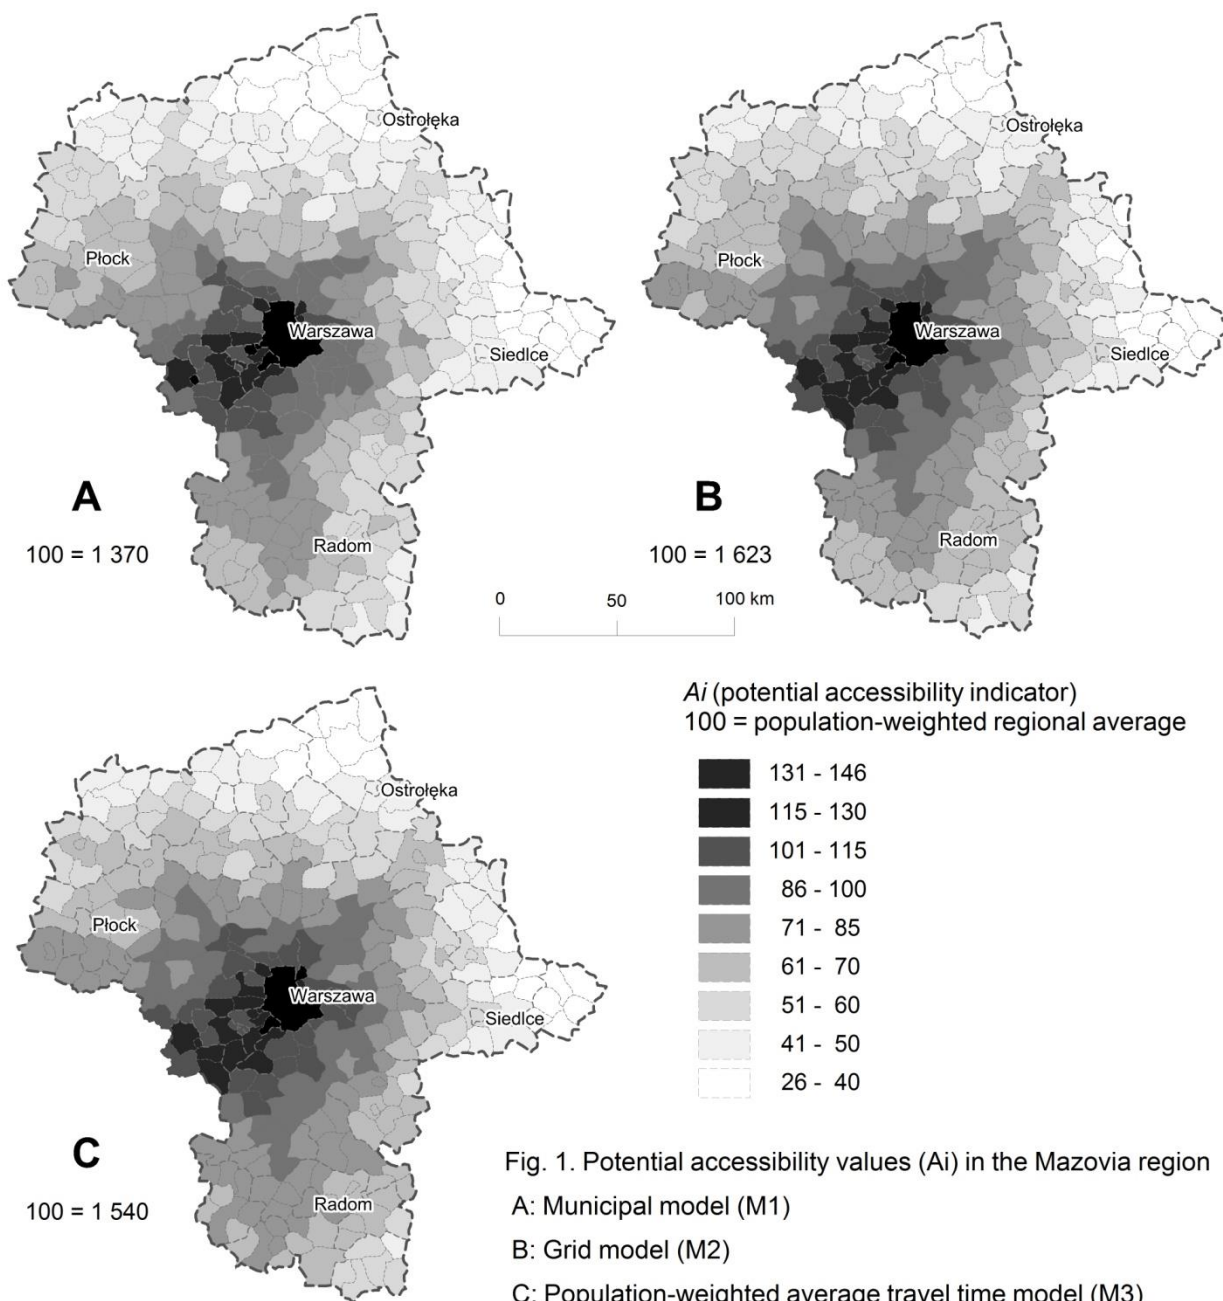 Ostrołęka
Płock
Warszawa
Siedlce
A
100 = 1 370
Radom
Ostrołęka
Płock
Warszawa
Siedlce
B
100 = 1 623
Radom
0 50 100 km
Ostrołęka
Płock
Warszawa
Siedlce
C
100 = 1 540
Radom
Ai (potential accessibility indicator)
100 = population-weighted regional average
131 - 146
115 - 130
101 - 115
86 - 100
71 - 85
61 - 70
51 - 60
41 - 50
26 - 40
Fig. 1. Potential accessibility values (Ai) in the Mazovia region
A: Municipal model (M1)
B: Grid model (M2)
C: Population-weighted average travel time model (M3)